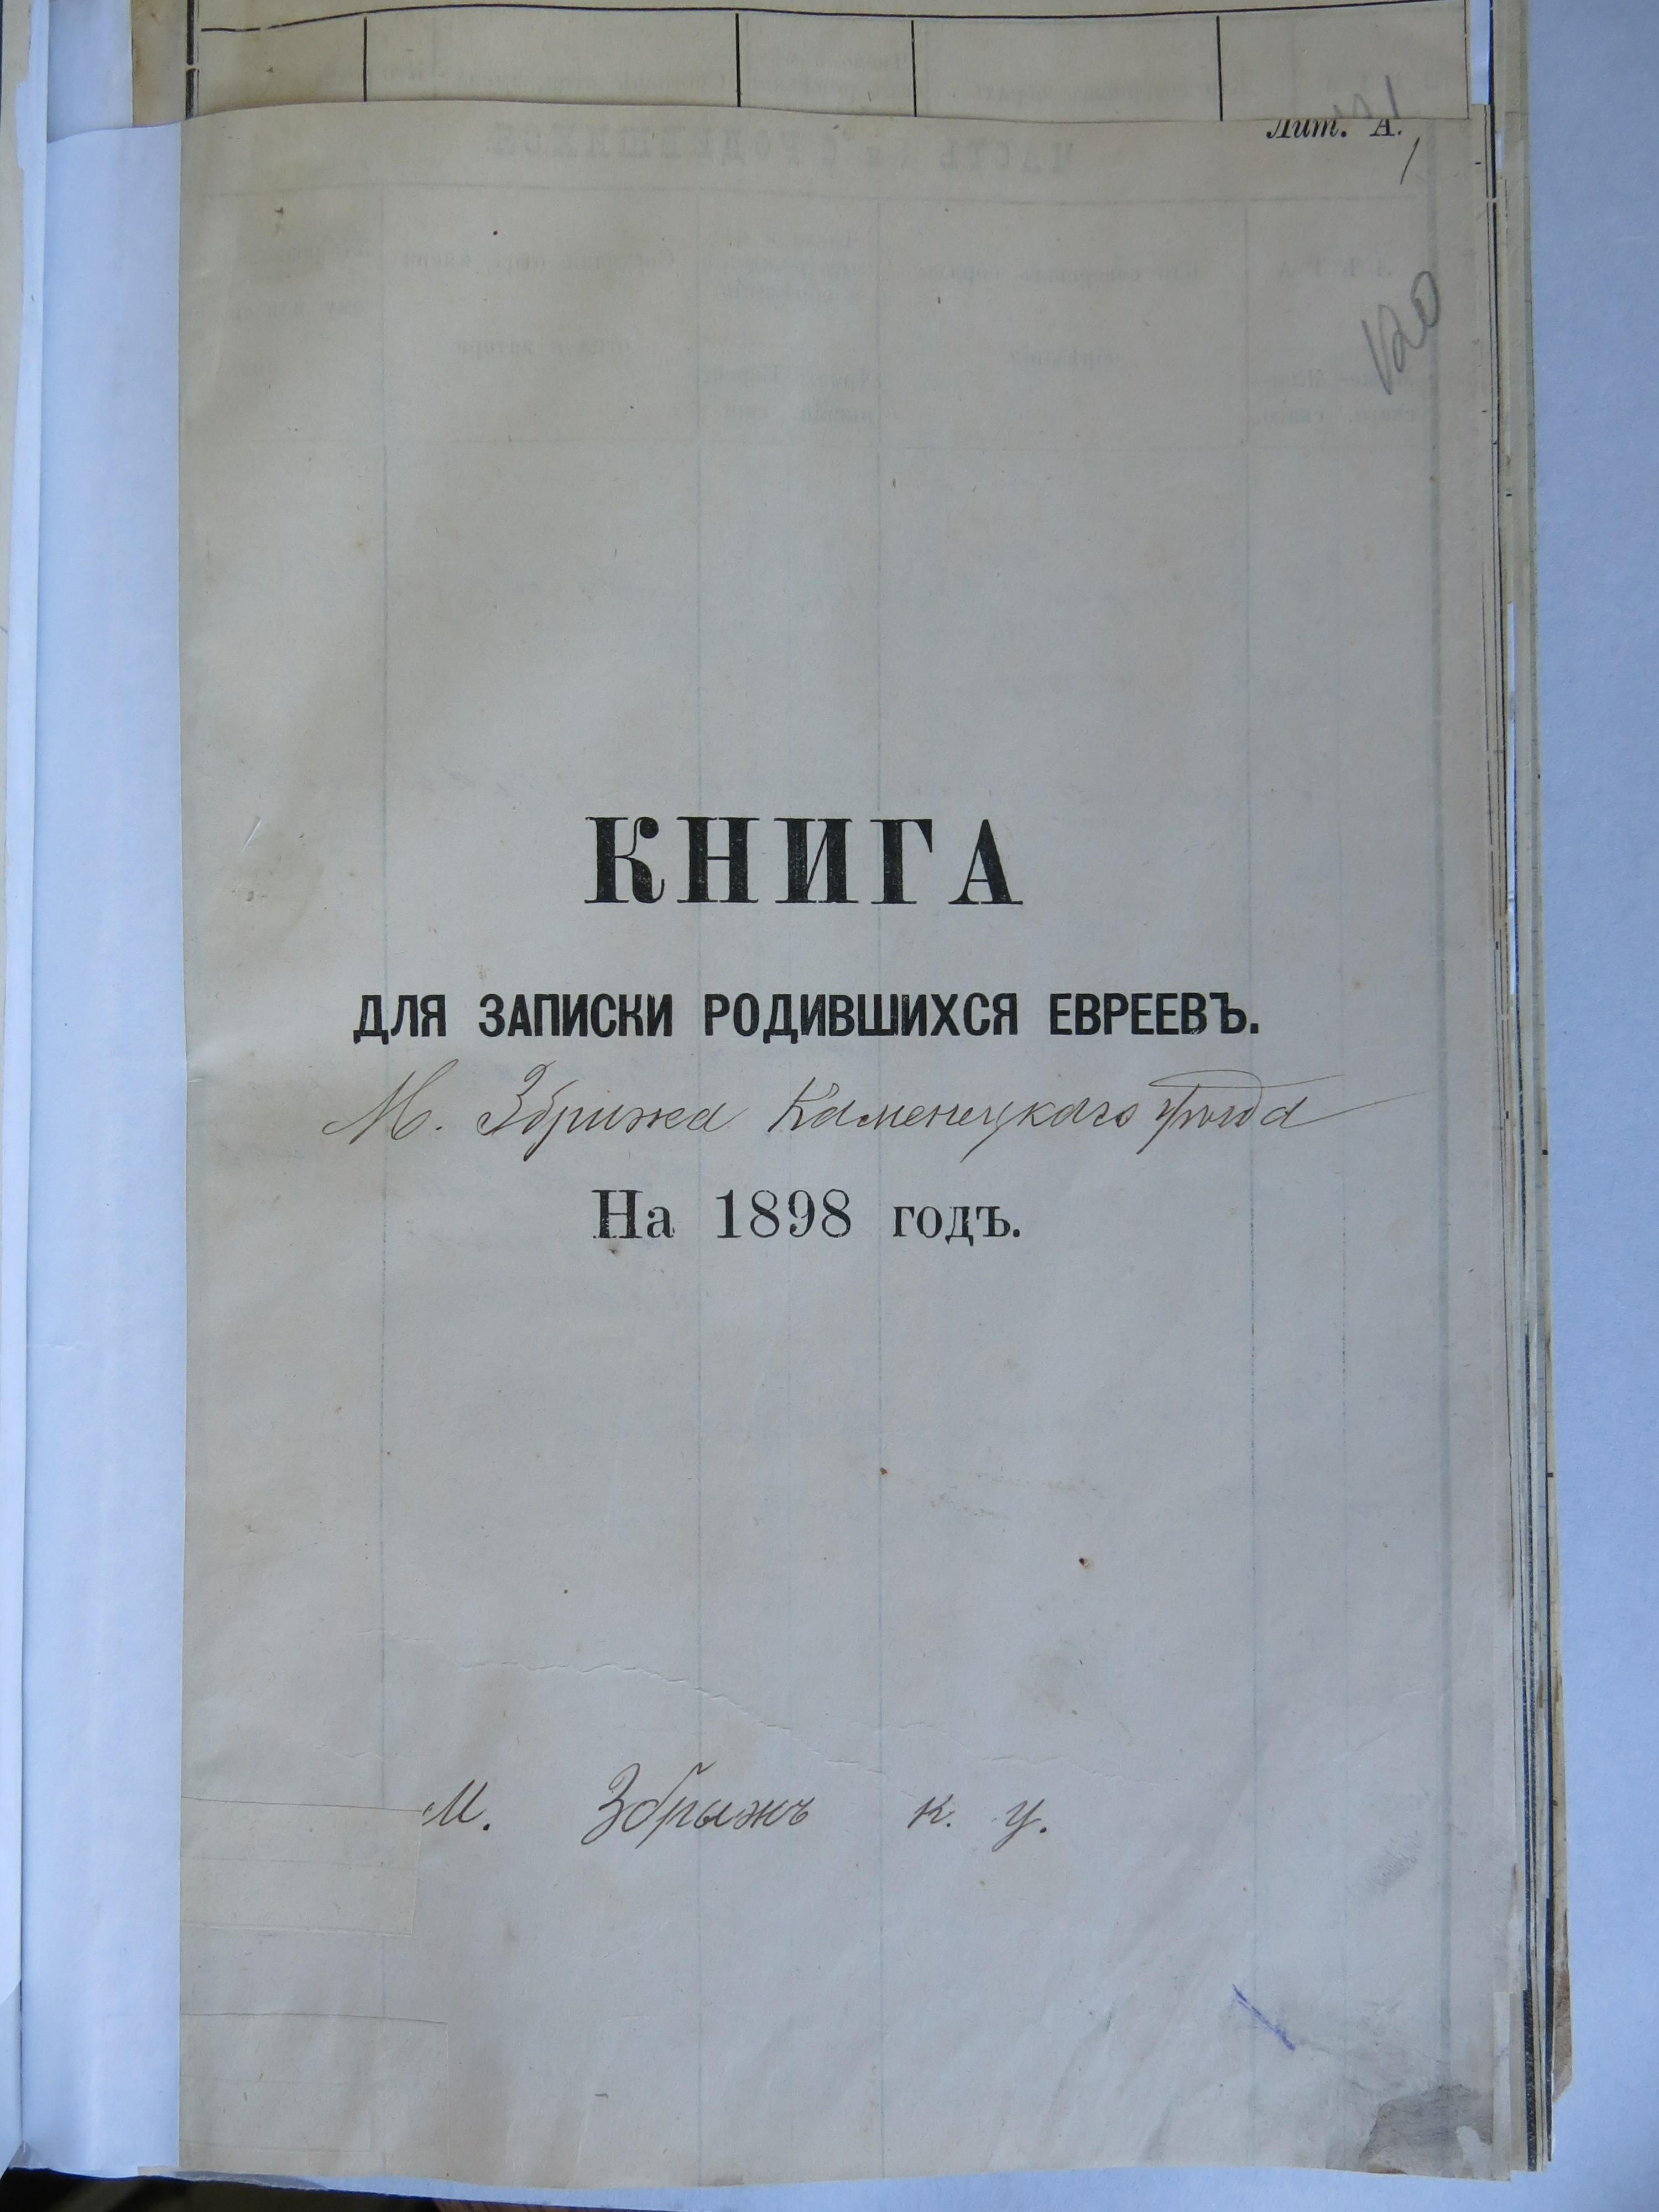 Лит. А.
1
120
КНИГА
ДЛЯ ЗАПИСКИ РОДИВШИХСЯ ЕВРЕЕВЪ.
М. Збрижа Каменецкаго уѣзда
На 1898 годъ.
М. Збрыжъ К. У.